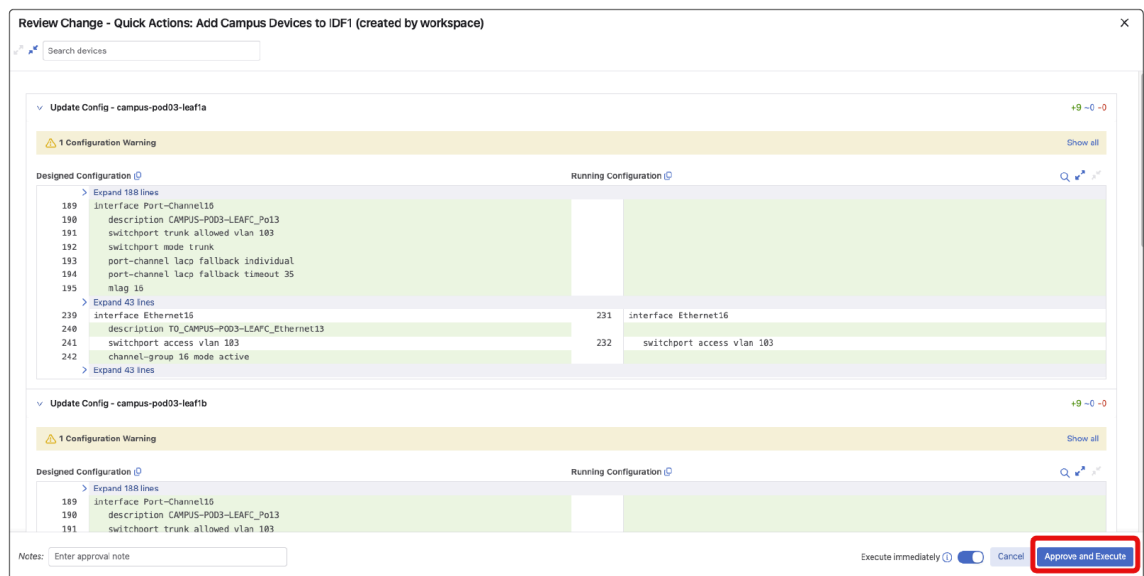 Review Change - Quick Actions: Add Campus Devices to IDF1 (created by workspace)
Search devices
Update Config - campus-pod03-leaf1a +9 ~0 -0
1 Configuration Warning Show all
Designed Configuration Running Configuration
Expand 188 lines
189 interface Port-Channel16
190 description CAMPUS-POD3-LEAFC_Po13
191 switchport trunk allowed vlan 103
192 switchport mode trunk
193 port-channel lacp fallback individual
194 port-channel lacp fallback timeout 35
195 mlag 16
Expand 43 lines
239 interface Ethernet16 231 interface Ethernet16
240 description TO_CAMPUS-POD3-LEAFC_Ethernet13
241 switchport access vlan 103 232 switchport access vlan 103
242 channel-group 16 mode active
Expand 43 lines
Update Config - campus-pod03-leaf1b +9 ~0 -0
1 Configuration Warning Show all
Designed Configuration Running Configuration
Expand 188 lines
189 interface Port-Channel16
190 description CAMPUS-POD3-LEAFC_Po13
191 switchport trunk allowed vlan 103
Notes: Enter approval note Execute immediately Cancel Approve and Execute